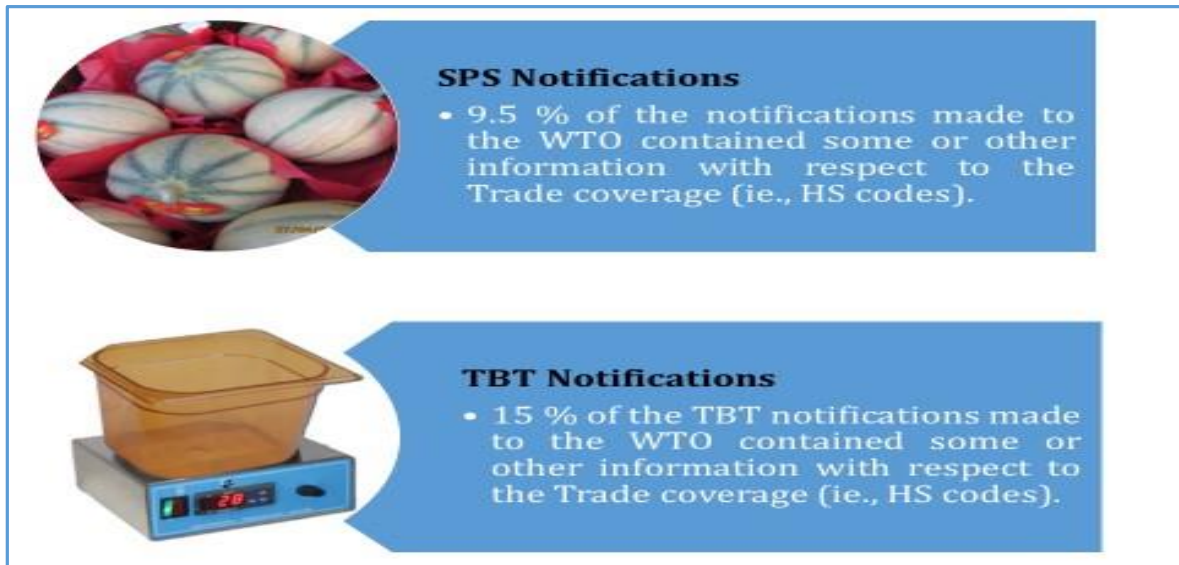 SPS Notifications
• 9.5 % of the notifications made to
the WTO contained some or other
information with respect to the
Trade coverage (ie., HS codes).
TBT Notifications
• 15 % of the TBT notifications made
to the WTO contained some or
other information with respect to
the Trade coverage (ie., HS codes).
28